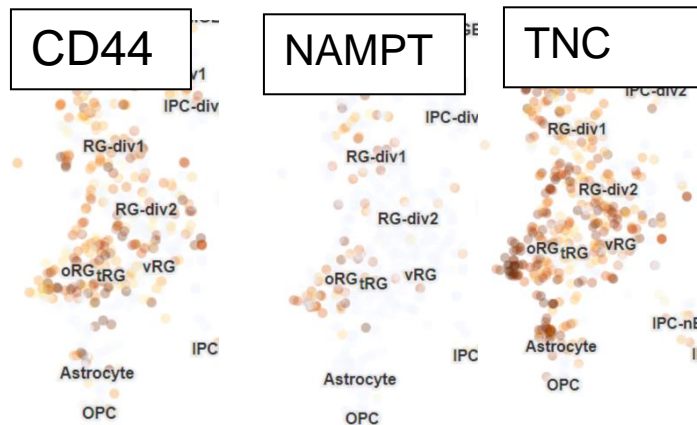 CD44
v1
IPC-div
RG-div1
RG-div2
oRG tRG vRG
IPC
Astrocyte
OPC
NAMPT
IPC-div
RG-div1
RG-div2
oRG tRG vRG
IPC
Astrocyte
OPC
TNC
IPC-div2
RG-div1
RG-div2
oRG tRG vRG
IPC-nE
Astrocyte
OPC